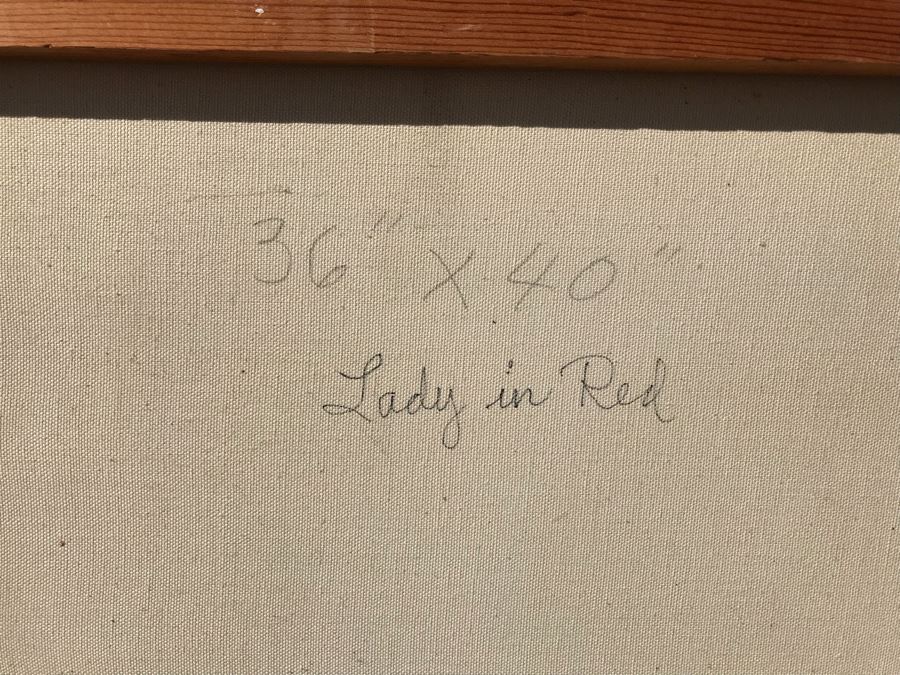 36" x 40"
Lady in Red